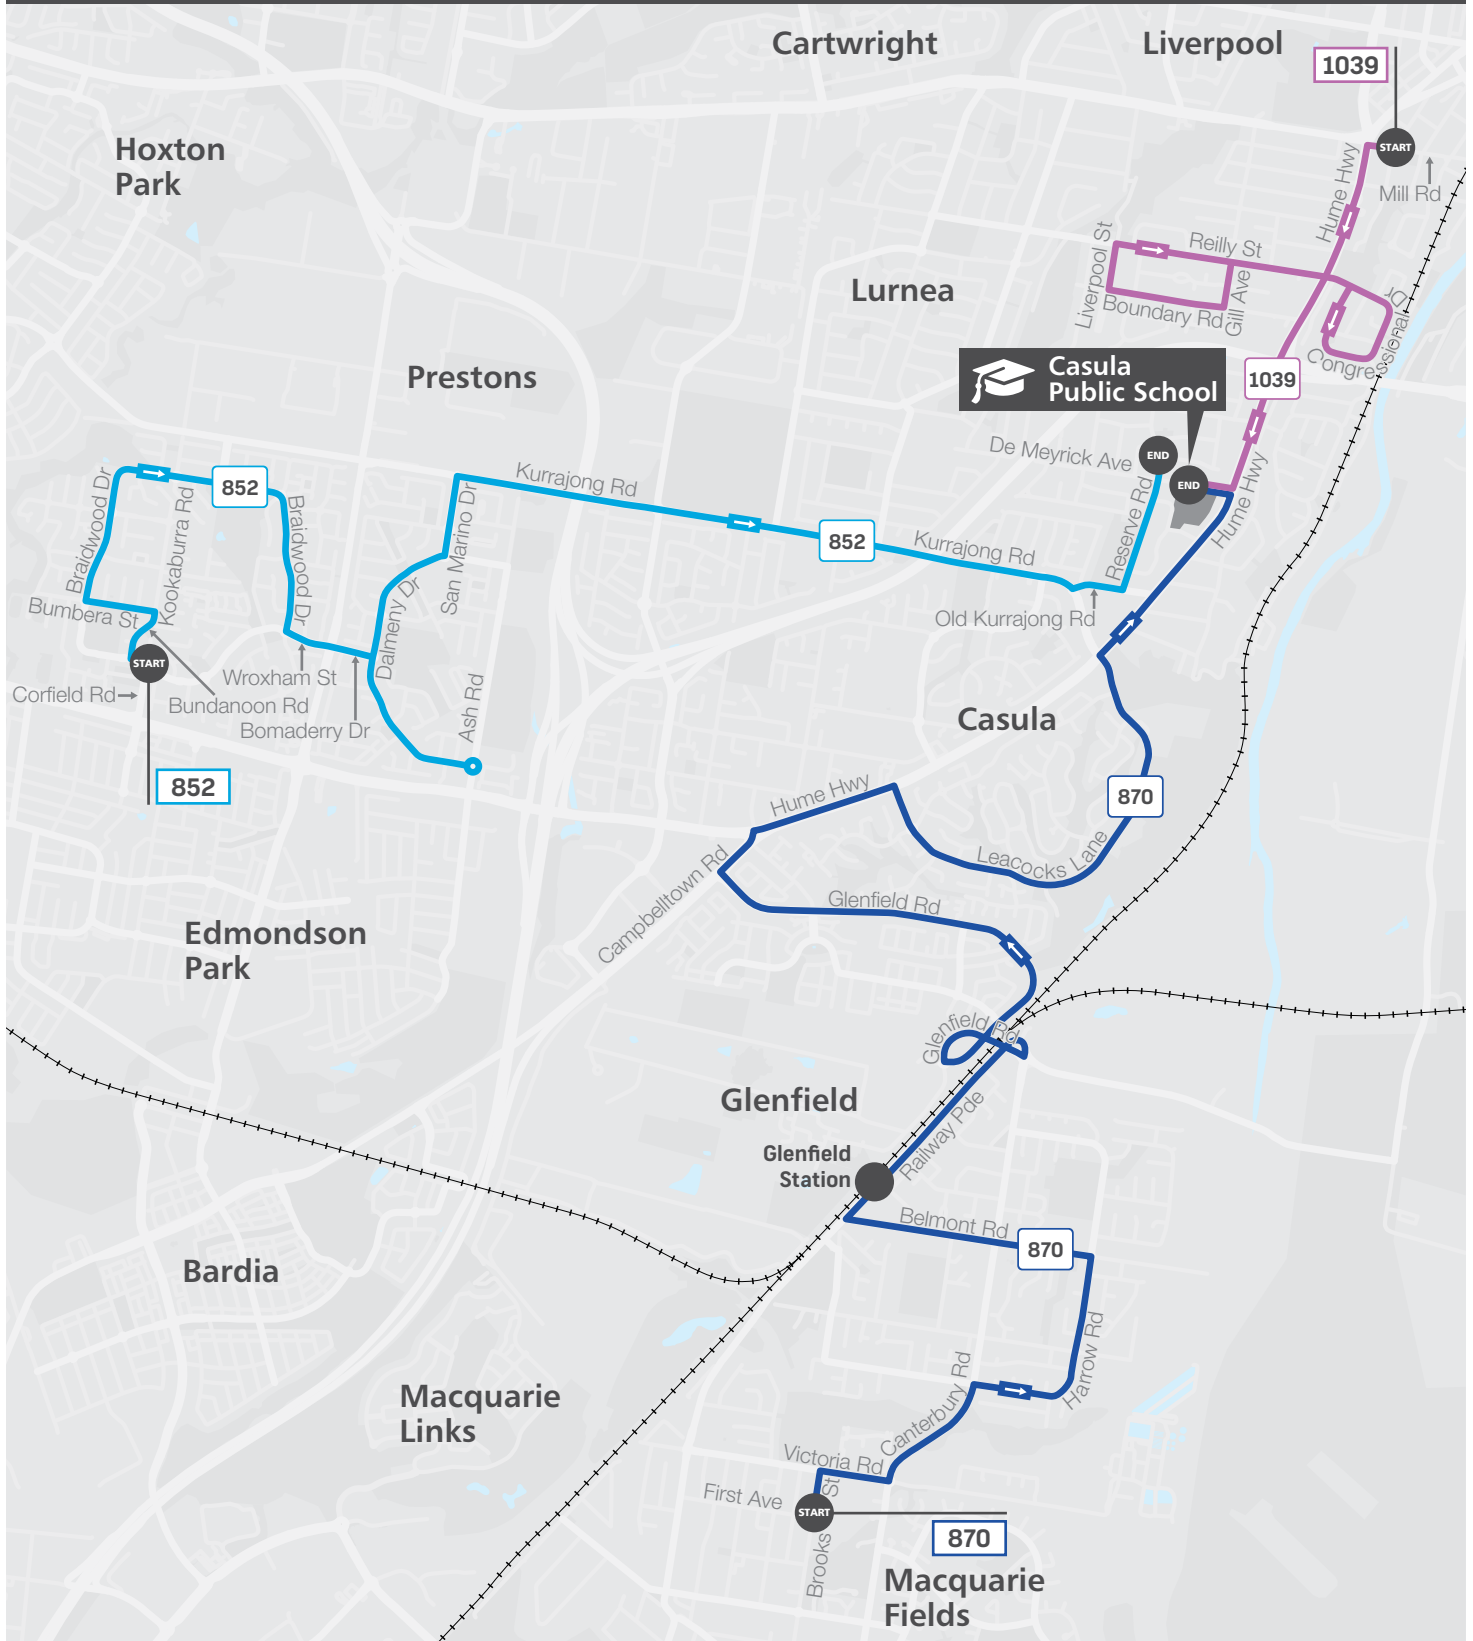 Cartwright
Liverpool
1039
START
Mill Rd
Hume Hwy
Hoxton
Park
Liverpool St
Reilly St
Gill Ave
Boundary Rd
Congressional Dr
Lurnea
Prestons
Casula
Public School
1039
De Meyrick Ave
END
END
Hume Hwy
Reserve Rd
Braidwood Dr
Kookaburra Rd
852
Braidwood Dr
San Marino Dr
Kurrajong Rd
852
Kurrajong Rd
Old Kurrajong Rd
Bumbera St
START
Corfield Rd
Wroxham St
Bundanoon Rd
Bomaderry Dr
Dalmeny Dr
Ash Rd
852
Casula
870
Hume Hwy
Leacocks Lane
Campbelltown Rd
Glenfield Rd
Edmondson
Park
Glenfield Rd
Glenfield
Railway Pde
Glenfield
Station
Belmont Rd
870
Bardia
Harrow Rd
Macquarie
Links
Canterbury Rd
Victoria Rd
First Ave
START
Brooks St
870
Macquarie
Fields